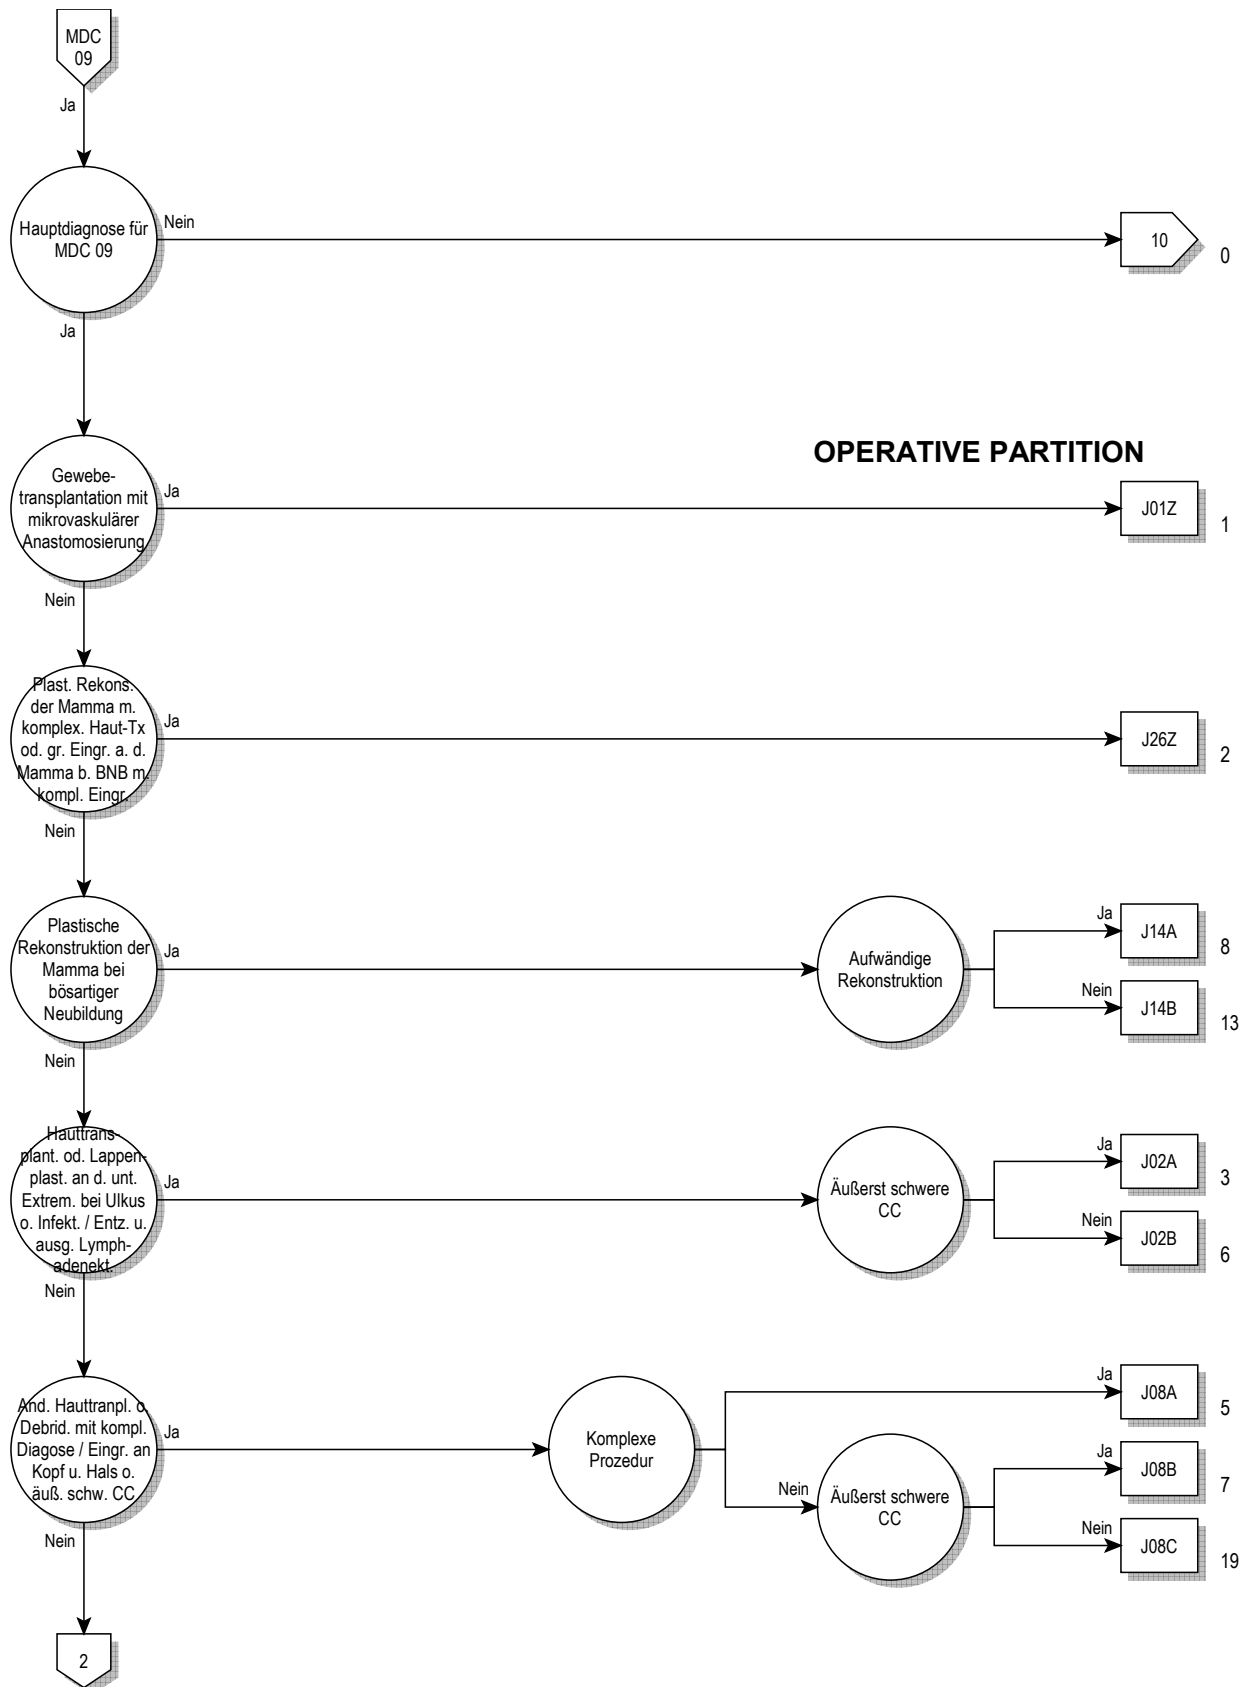 MDC
09
Ja
Hauptdiagnose für
MDC 09
Nein
10
0
Ja
OPERATIVE PARTITION
Gewebe-
transplantation mit
mikrovaskulärer
Anastomosierung
Ja
J01Z
1
Nein
Plast. Rekons.
der Mamma m.
komplex. Haut-Tx
od. gr. Eingr. a. d.
Mamma b. BNB m.
kompl. Eingr.
Ja
J26Z
2
Nein
Plastische
Rekonstruktion der
Mamma bei
bösartiger
Neubildung
Ja
Aufwändige
Rekonstruktion
Ja
J14A
8
Nein
J14B
13
Nein
Hauttrans-
plant. od. Lappen-
plast. an d. unt.
Extrem. bei Ulkus
o. Infekt. / Entz. u.
ausg. Lymph-
adenekt.
Ja
Äußerst schwere
CC
Ja
J02A
3
Nein
J02B
6
Nein
And. Hauttranpl. o.
Debrid. mit kompl.
Diagose / Eingr. an
Kopf u. Hals o.
äuß. schw. CC
Ja
Komplexe
Prozedur
Ja
J08A
5
Nein
Äußerst schwere
CC
Ja
J08B
7
Nein
J08C
19
Nein
2